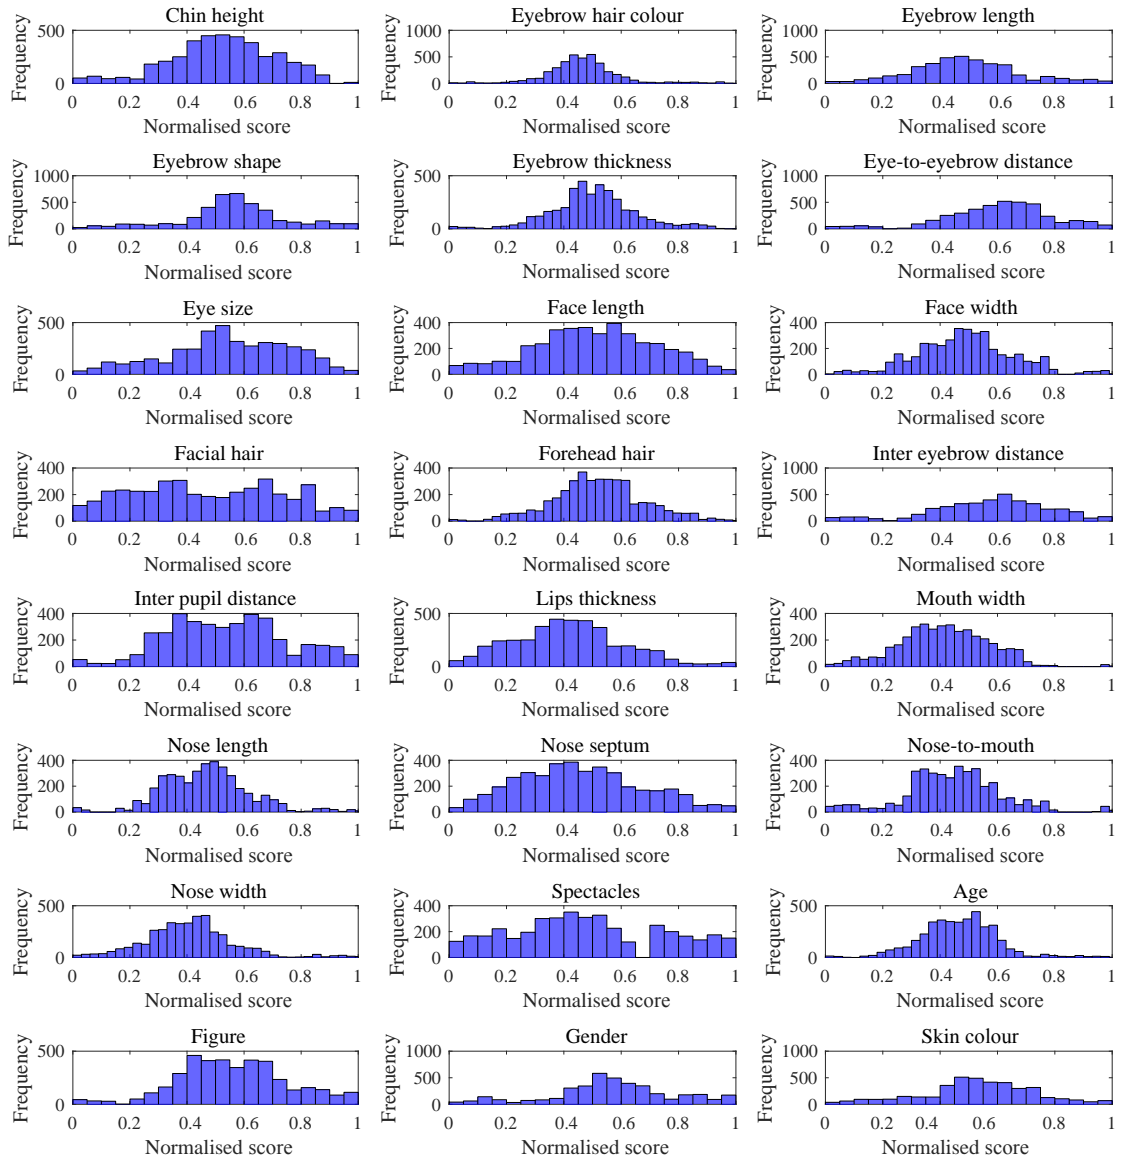 Chin height Eyebrow hair colour Eyebrow length
Frequency 500 0 Frequency 1000 500 0 Frequency 1000 500 0
0 0.2 0.4 0.6 0.8 1 0 0.2 0.4 0.6 0.8 1 0 0.2 0.4 0.6 0.8 1
Normalised score Normalised score Normalised score
Eyebrow shape Eyebrow thickness Eye-to-eyebrow distance
Frequency 1000 500 0 Frequency 500 0 Frequency 1000 500 0
0 0.2 0.4 0.6 0.8 1 0 0.2 0.4 0.6 0.8 1 0 0.2 0.4 0.6 0.8 1
Normalised score Normalised score Normalised score
Eye size Face length Face width
Frequency 500 0 Frequency 400 200 0 Frequency 400 200 0
0 0.2 0.4 0.6 0.8 1 0 0.2 0.4 0.6 0.8 1 0 0.2 0.4 0.6 0.8 1
Normalised score Normalised score Normalised score
Facial hair Forehead hair Inter eyebrow distance
Frequency 400 200 0 Frequency 400 200 0 Frequency 1000 500 0
0 0.2 0.4 0.6 0.8 1 0 0.2 0.4 0.6 0.8 1 0 0.2 0.4 0.6 0.8 1
Normalised score Normalised score Normalised score
Inter pupil distance Lips thickness Mouth width
Frequency 400 200 0 Frequency 500 0 Frequency 400 200 0
0 0.2 0.4 0.6 0.8 1 0 0.2 0.4 0.6 0.8 1 0 0.2 0.4 0.6 0.8 1
Normalised score Normalised score Normalised score
Nose length Nose septum Nose-to-mouth
Frequency 400 200 0 Frequency 400 200 0 Frequency 400 200 0
0 0.2 0.4 0.6 0.8 1 0 0.2 0.4 0.6 0.8 1 0 0.2 0.4 0.6 0.8 1
Normalised score Normalised score Normalised score
Nose width Spectacles Age
Frequency 500 0 Frequency 400 200 0 Frequency 500 0
0 0.2 0.4 0.6 0.8 1 0 0.2 0.4 0.6 0.8 1 0 0.2 0.4 0.6 0.8 1
Normalised score Normalised score Normalised score
Figure Gender Skin colour
Frequency 500 0 Frequency 1000 500 0 Frequency 1000 500 0
0 0.2 0.4 0.6 0.8 1 0 0.2 0.4 0.6 0.8 1 0 0.2 0.4 0.6 0.8 1
Normalised score Normalised score Normalised score